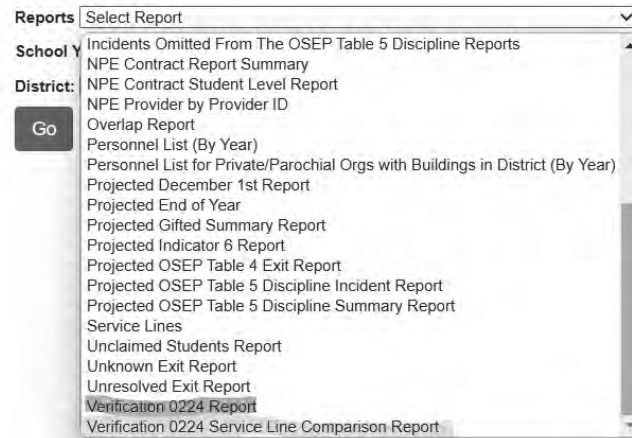 Reports Select Report
School Y
District:
Go
Incidents Omitted From The OSEP Table 5 Discipline Reports
NPE Contract Report Summary
NPE Contract Student Level Report
NPE Provider by Provider ID
Overlap Report
Personnel List (By Year)
Personnel List for Private/Parochial Orgs with Buildings in District (By Year)
Projected December 1st Report
Projected End of Year
Projected Gifted Summary Report
Projected Indicator 6 Report
Projected OSEP Table 4 Exit Report
Projected OSEP Table 5 Discipline Incident Report
Projected OSEP Table 5 Discipline Summary Report
Service Lines
Unclaimed Students Report
Unknown Exit Report
Unresolved Exit Report
Verification 0224 Report
Verification 0224 Service Line Comparison Report